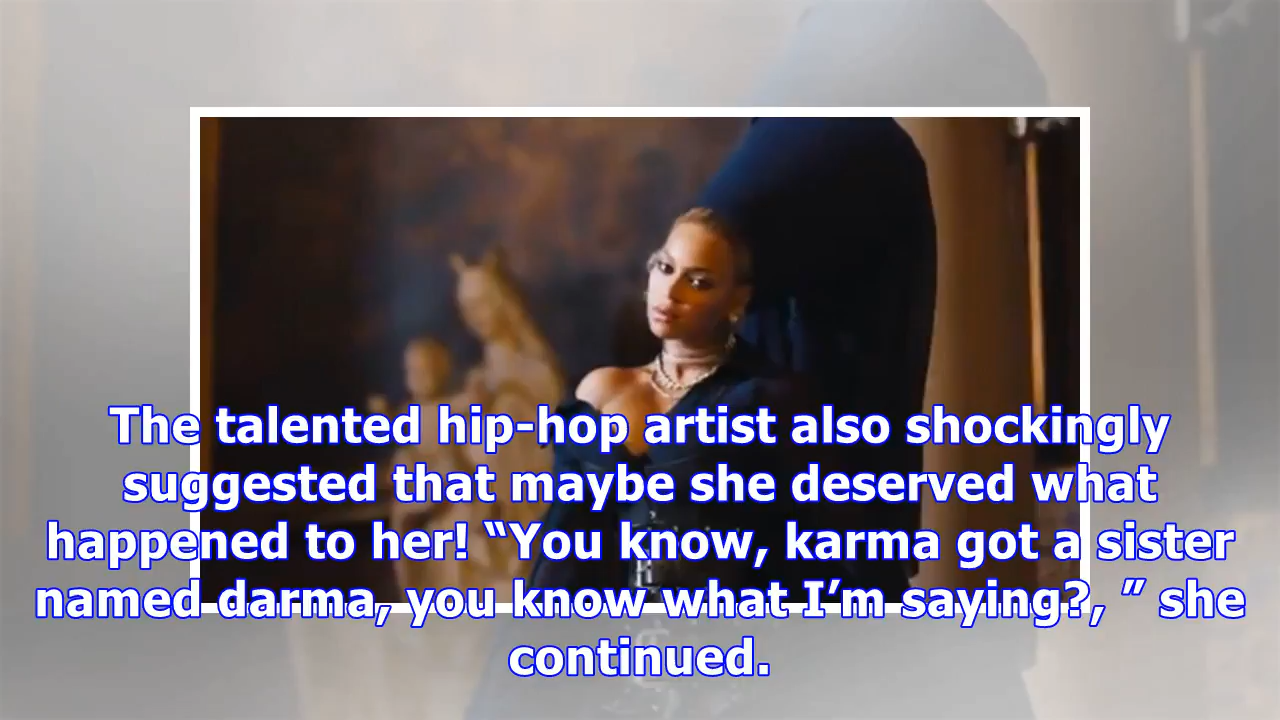 The talented hip-hop artist also shockingly
suggested that maybe she deserved what
happened to her! “You know, karma got a sister
named darma, you know what I’m saying?, ” she
continued.